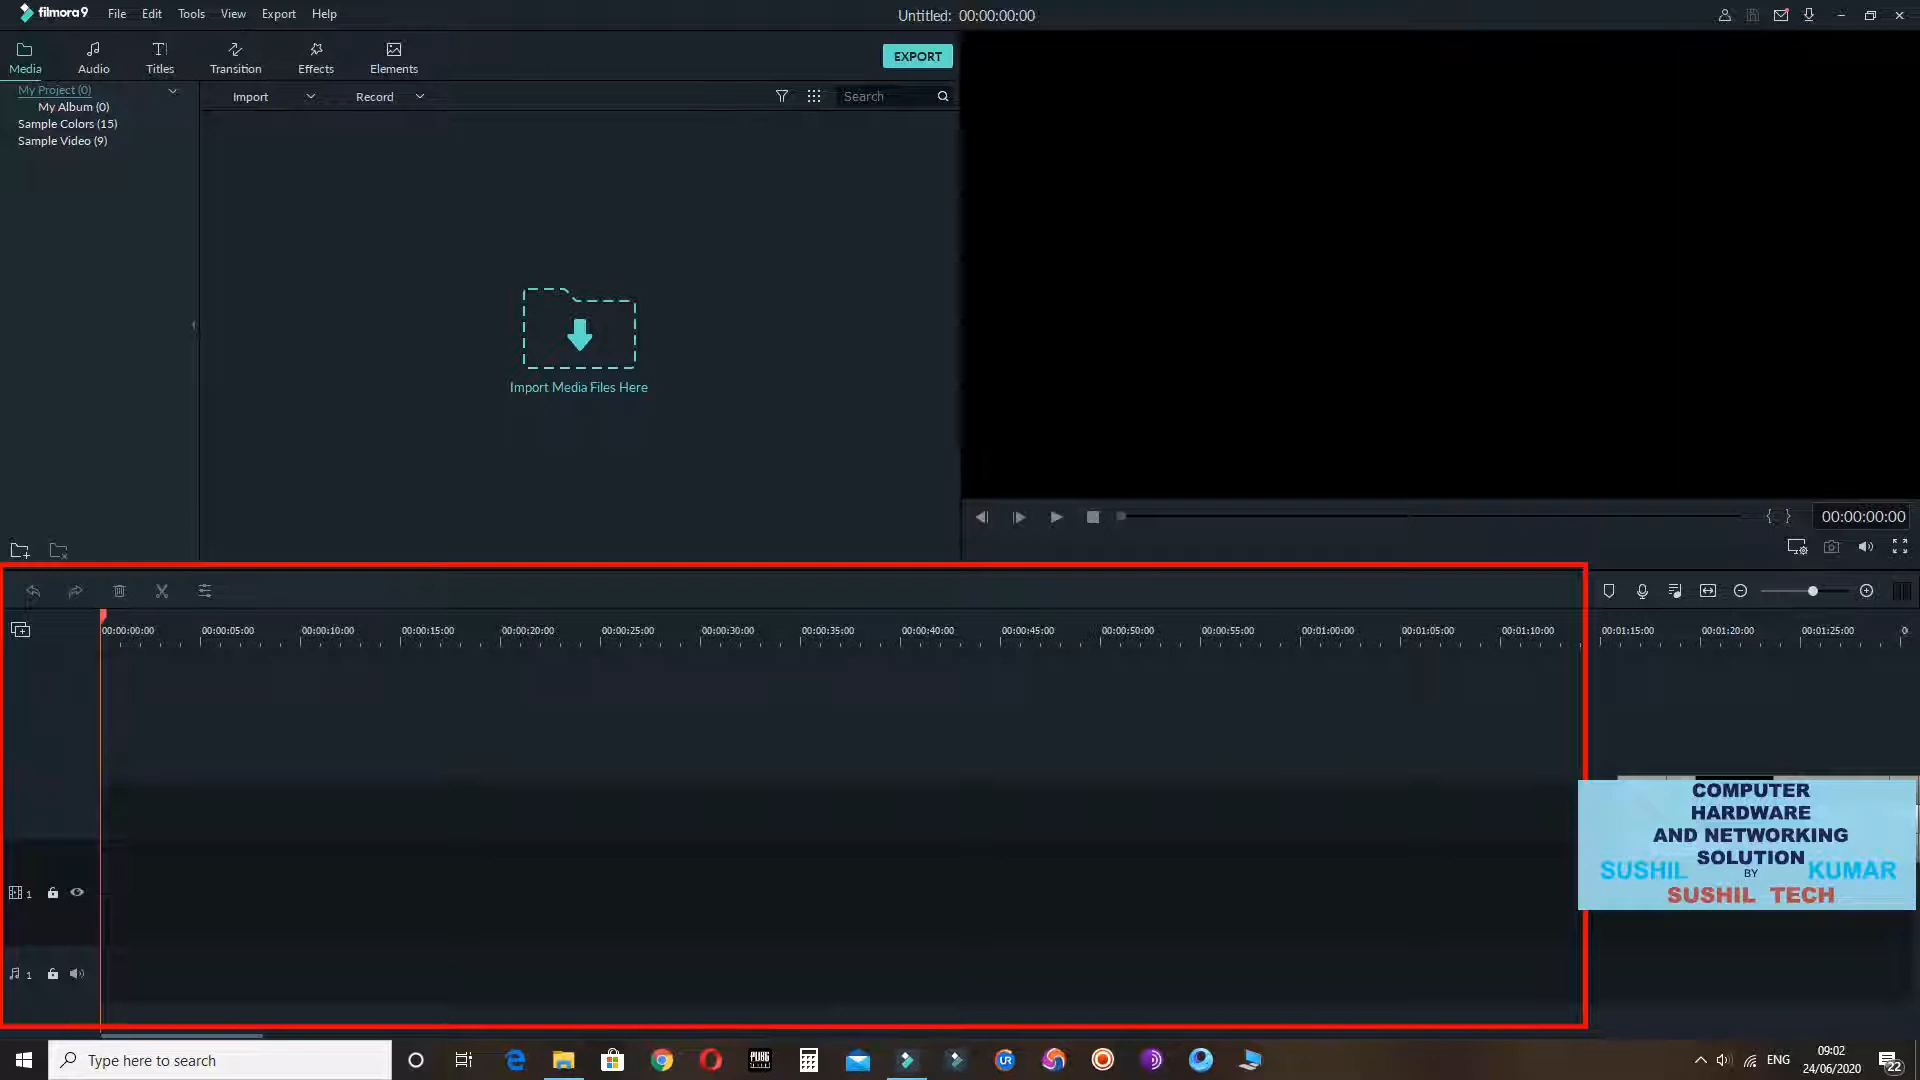 filmora9 File Edit Tools View Export Help Untitled: 00:00:00:00
Media Audio Titles Transition Effects Elements EXPORT
My Project (0)
My Album (0)
Sample Colors (15)
Sample Video (9)
Import Record Search
Import Media Files Here
{ } 00:00:00:00
00:00:00:00 00:00:05:00 00:00:10:00 00:00:15:00 00:00:20:00 00:00:25:00 00:00:30:00 00:00:35:00 00:00:40:00 00:00:45:00 00:00:50:00 00:00:55:00 00:01:00:00 00:01:05:00 00:01:10:00 00:01:15:00 00:01:20:00 00:01:25:00
1
1
COMPUTER
HARDWARE
AND NETWORKING
SOLUTION
SUSHIL BY KUMAR
SUSHIL TECH
Type here to search
PUBG
UR
ENG
09:02
24/06/2020
22